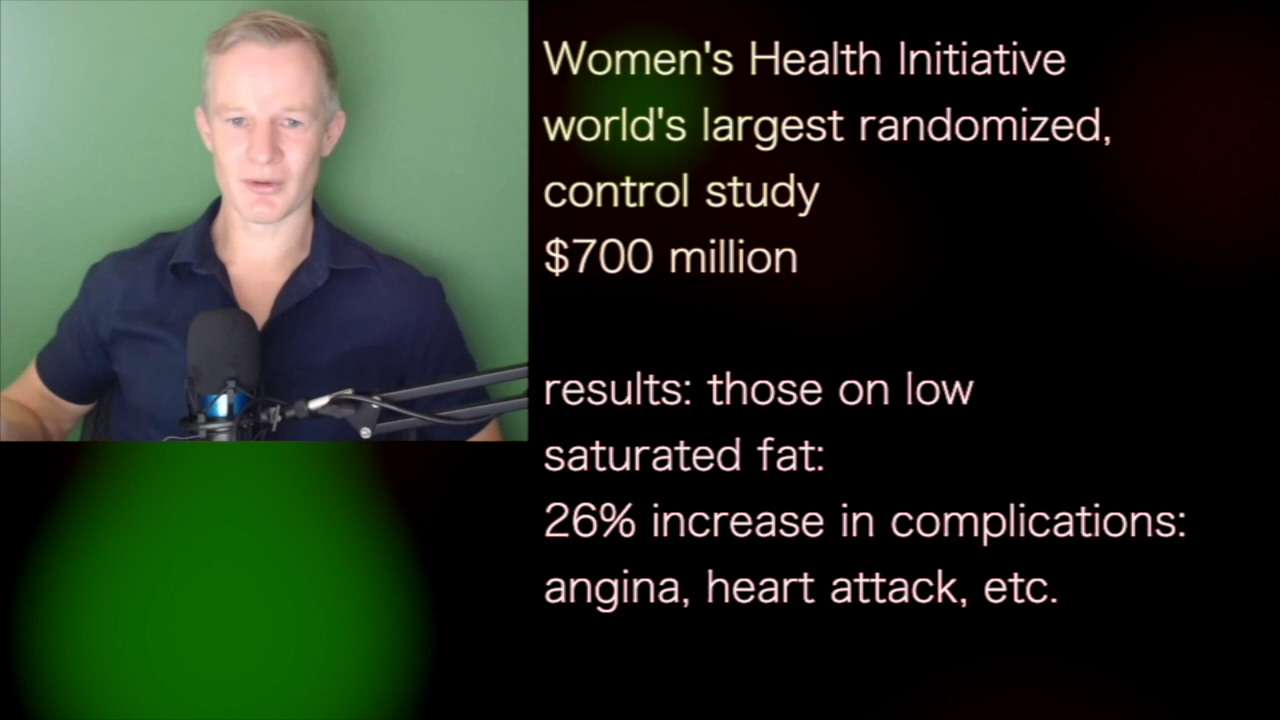 Women's Health Initiative
world's largest randomized,
control study
$700 million
results: those on low
saturated fat:
26% increase in complications:
angina, heart attack, etc.